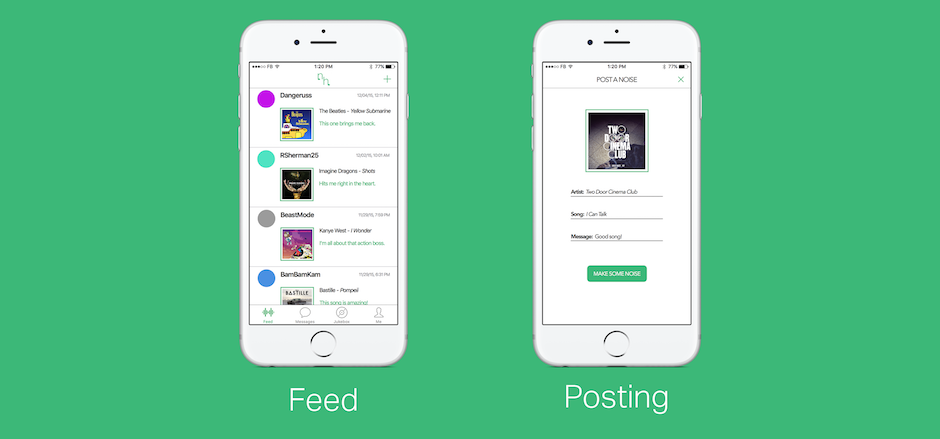 ●●●○○ FB 1:20 PM 77%
Dangeruss 12/04/15, 12:11 PM
The Beatles - Yellow Submarine
This one brings me back.
RSherman25 12/02/15, 10:01 AM
Imagine Dragons - Shots
Hits me right in the heart.
BeastMode 11/29/15, 7:59 PM
Kanye West - I Wonder
I'm all about that action boss.
BamBamKam 11/29/15, 8:31 PM
BASTILLE
Bastille - Pompeii
This song is amazing!
Feed Messages Jukebox Me
Feed
●●●○○ FB 1:20 PM 77%
POST A NOISE
TWO
DOOR
CINEMA
CLUB
Artist: Two Door Cinema Club
Song: I Can Talk
Message: Good song!
MAKE SOME NOISE
Posting